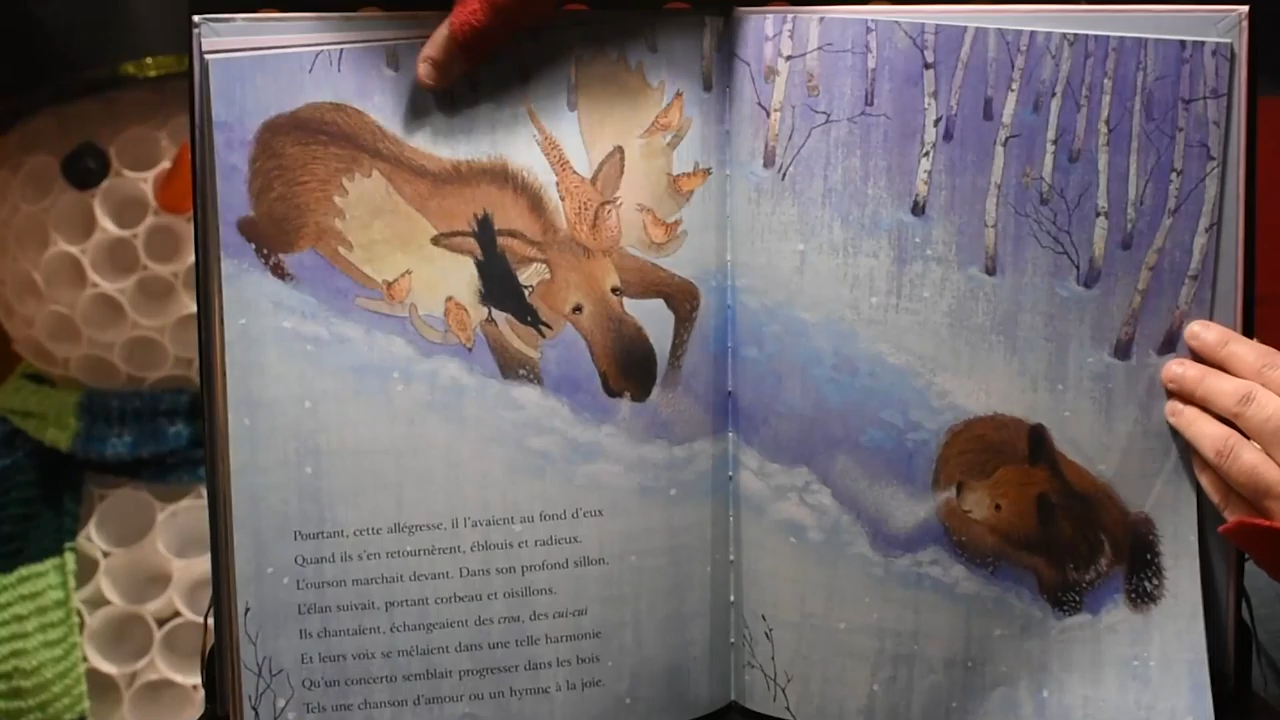 Pourtant, cette allégresse, il l'avaient au fond d'eux
Quand ils s'en retournèrent, éblouis et radieux.
L'ourson marchait devant. Dans son profond sillon,
L'élan suivait, portant corbeau et oisillons.
Ils chantaient, échangeaient des croa, des cui-cui
Et leurs voix se mêlaient dans une telle harmonie
Qu'un concerto semblait progresser dans les bois
Tels une chanson d'amour ou un hymne à la joie.